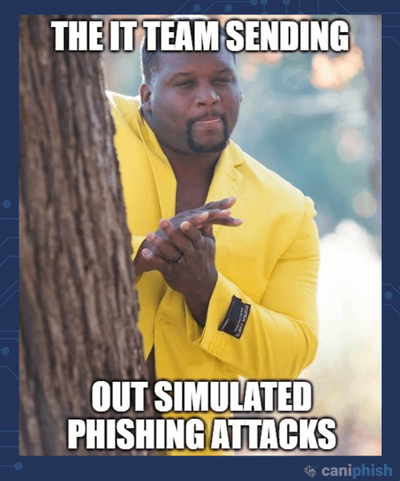 THE IT TEAM SENDING
OUT SIMULATED
PHISHING ATTACKS
caniphish